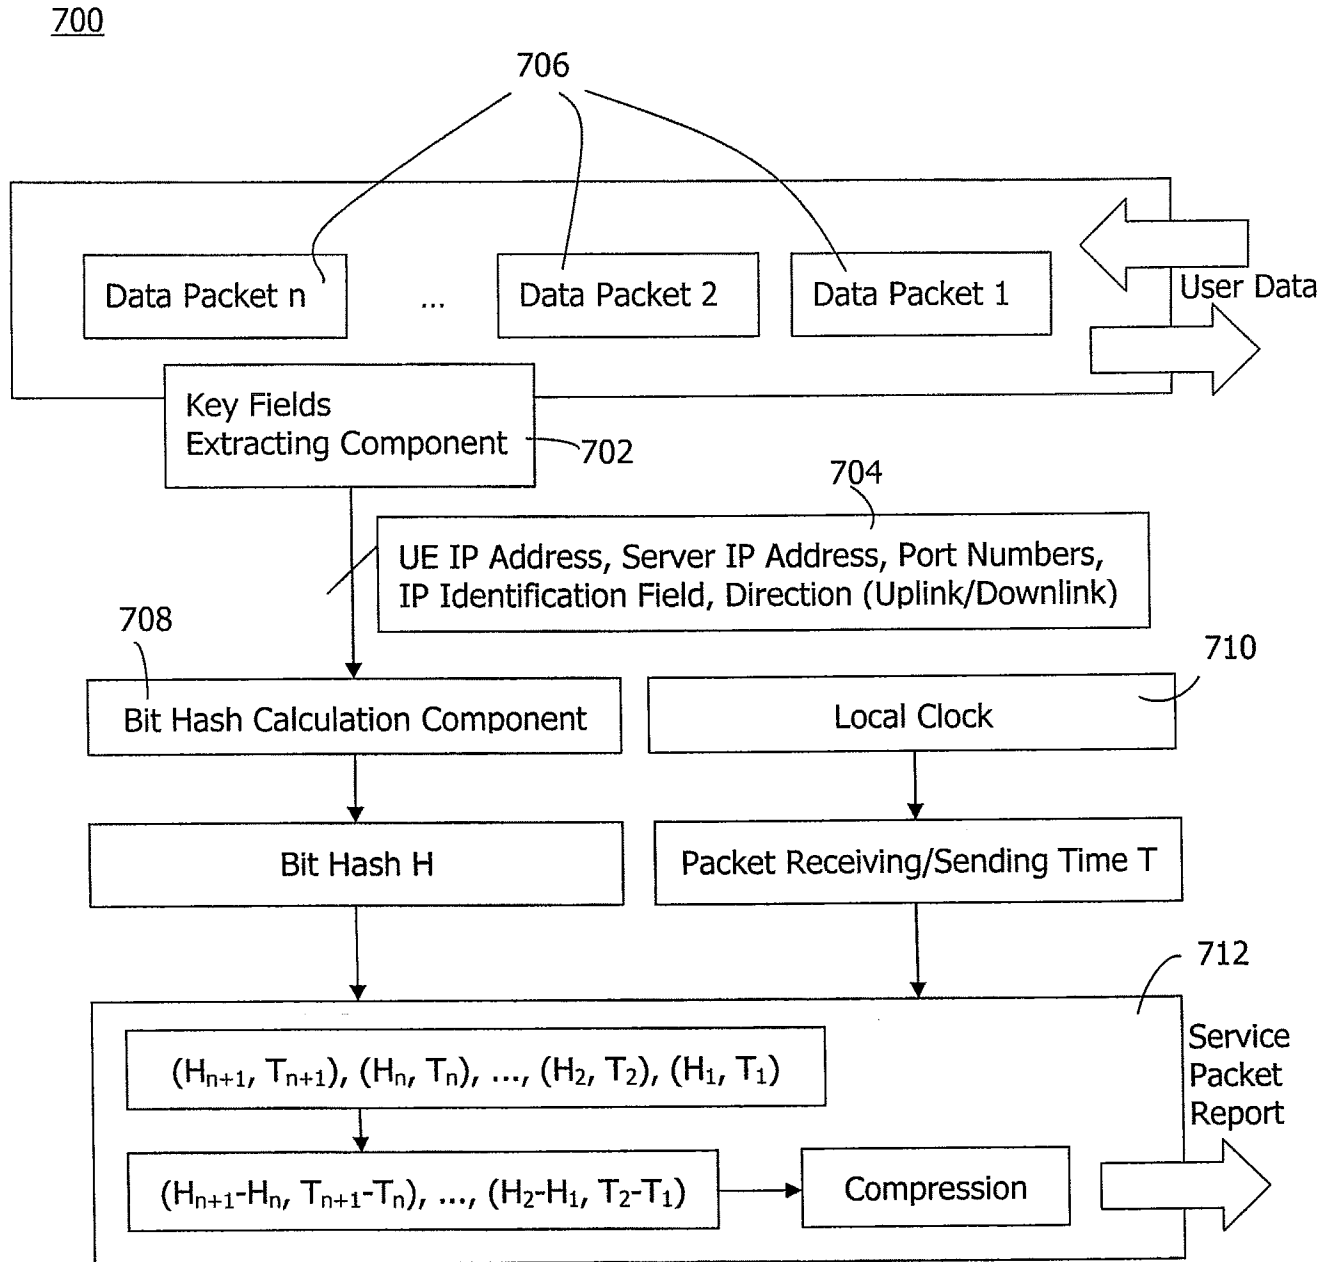 700
706
Data Packet n
...
Data Packet 2
Data Packet 1
User Data
Key Fields
Extracting Component
702
704
UE IP Address, Server IP Address, Port Numbers,
IP Identification Field, Direction (Uplink/Downlink)
708
710
Bit Hash Calculation Component
Local Clock
Bit Hash H
Packet Receiving/Sending Time T
712
(Hₙ₊₁, Tₙ₊₁), (Hₙ, Tₙ), ..., (H₂, T₂), (H₁, T₁)
Service
Packet
Report
(Hₙ₊₁-Hₙ, Tₙ₊₁-Tₙ), ..., (H₂-H₁, T₂-T₁)
Compression